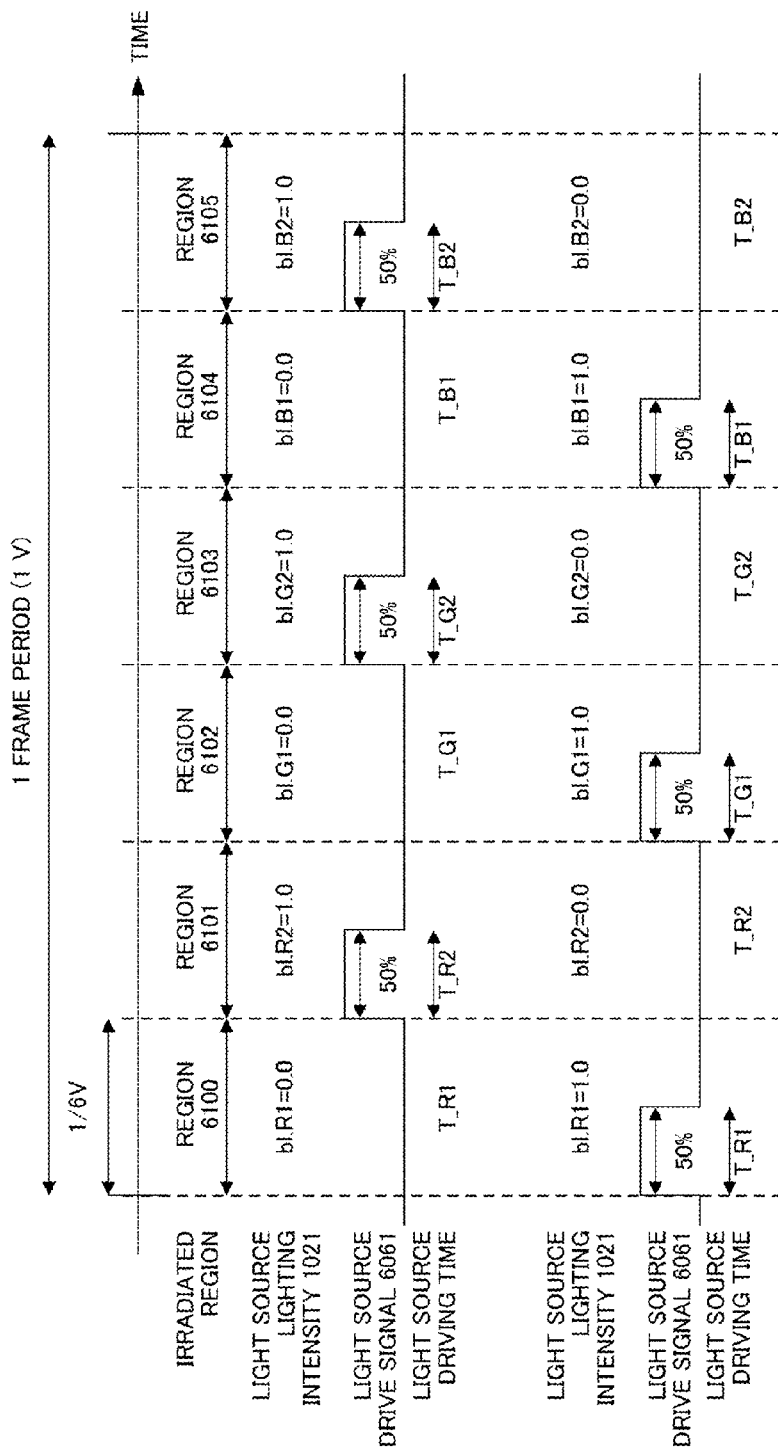 1 FRAME PERIOD (1 V)
1/6V
TIME
IRRADIATED
REGION
REGION
6100
REGION
6101
REGION
6102
REGION
6103
REGION
6104
REGION
6105
LIGHT SOURCE
LIGHTING
INTENSITY 1021
bl.R1=0.0
bl.R2=1.0
bl.G1=0.0
bl.G2=1.0
bl.B1=0.0
bl.B2=1.0
LIGHT SOURCE
DRIVE SIGNAL 6061
50%
50%
50%
LIGHT SOURCE
DRIVING TIME
T_R1
T_R2
T_G1
T_G2
T_B1
T_B2
LIGHT SOURCE
LIGHTING
INTENSITY 1021
bl.R1=1.0
bl.R2=0.0
bl.G1=1.0
bl.G2=0.0
bl.B1=1.0
bl.B2=0.0
LIGHT SOURCE
DRIVE SIGNAL 6061
50%
50%
50%
LIGHT SOURCE
DRIVING TIME
T_R1
T_R2
T_G1
T_G2
T_B1
T_B2